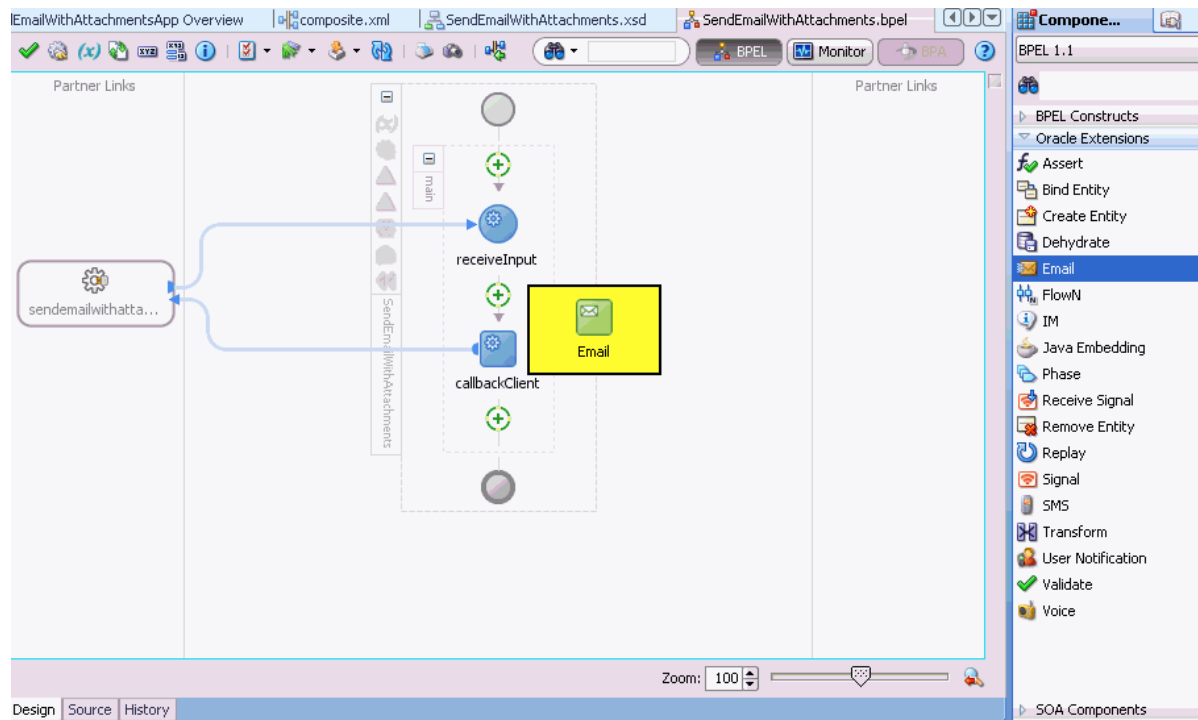 EmailWithAttachmentsApp Overview
composite.xml
SendEmailWithAttachments.xsd
SendEmailWithAttachments.bpel
Compone...
(x)
XYZ
BPEL
Monitor
BPA
BPEL 1.1
Partner Links
Partner Links
main
receiveInput
sendemailwithatta...
SendEmailWithAttachments
Email
callbackClient
BPEL Constructs
Oracle Extensions
Assert
Bind Entity
Create Entity
Dehydrate
Email
FlowN
IM
Java Embedding
Phase
Receive Signal
Remove Entity
Replay
Signal
SMS
Transform
User Notification
Validate
Voice
SOA Components
Zoom: 100
Design Source History